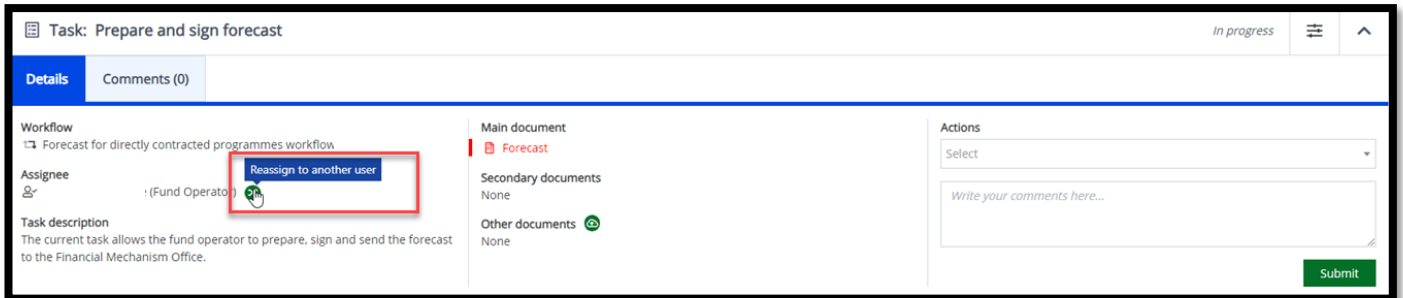 Task: Prepare and sign forecast
In progress
Details
Comments (0)
Workflow
Forecast for directly contracted programmes workflow
Assignee
Reassign to another user
: (Fund Operator)
Task description
The current task allows the fund operator to prepare, sign and send the forecast
to the Financial Mechanism Office.
Main document
Forecast
Secondary documents
None
Other documents
None
Actions
Select
Write your comments here...
Submit